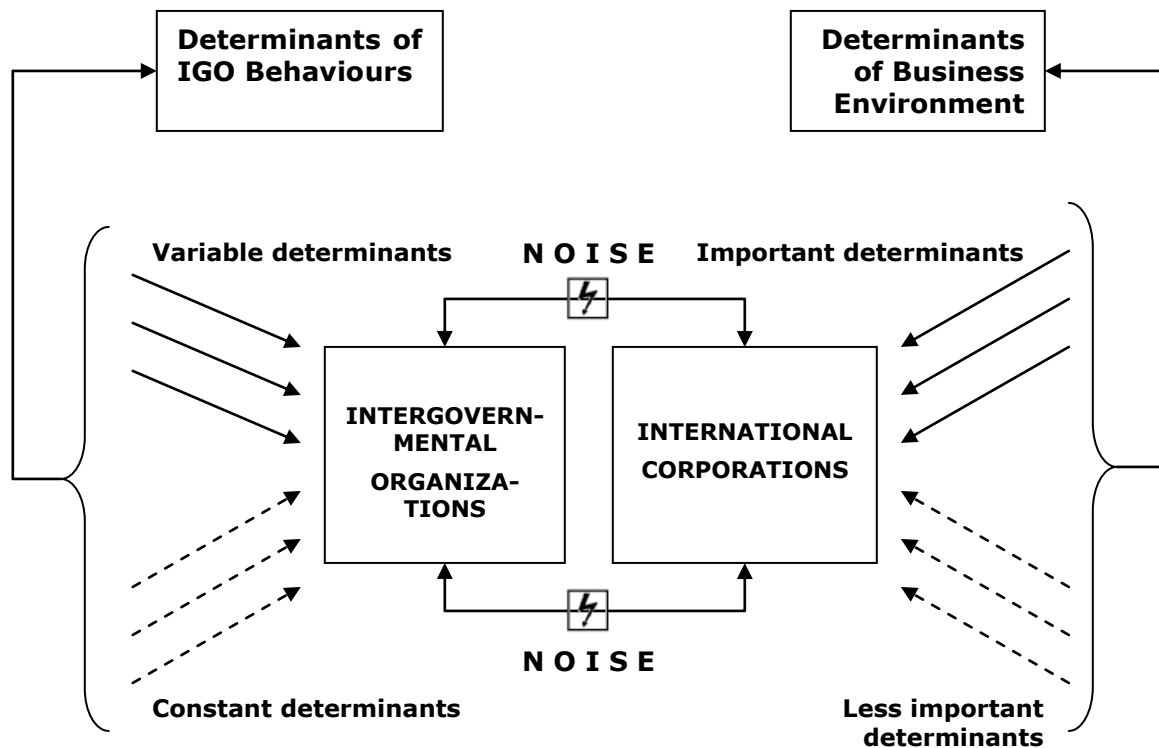 Determinants of
IGO Behaviours
Determinants
of Business
Environment
Variable determinants
N O I S E
Important determinants
INTERGOVERN-
MENTAL
ORGANIZA-
TIONS
INTERNATIONAL
CORPORATIONS
N O I S E
Constant determinants
Less important
determinants